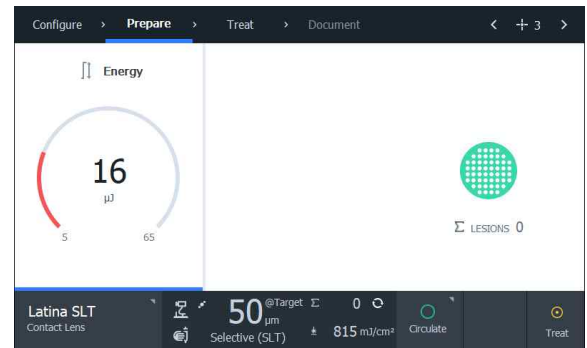 Configure > Prepare > Treat > Document < 3 >
Energy
16
µJ
5 65
Σ LESIONS 0
Latina SLT
Contact Lens
50 @Target
µm
Selective (SLT)
Σ 0
815 mJ/cm²
Circulate
Treat